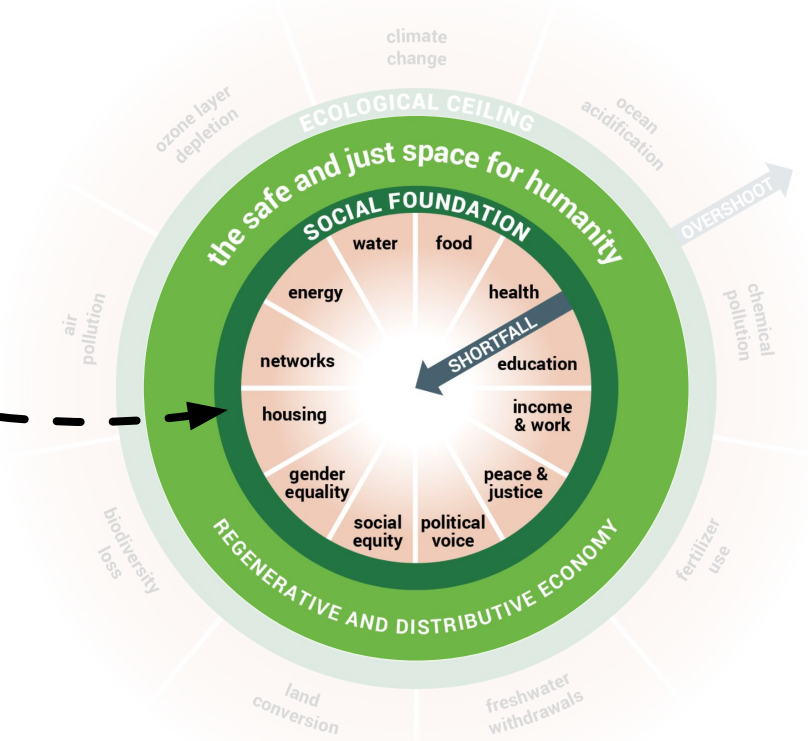 climate
change
ozone layer
depletion
ocean
acidification
ECOLOGICAL CEILING
the safe and just space for humanity
OVERSHOOT
SOCIAL FOUNDATION
water
food
energy
health
SHORTFALL
air
pollution
chemical
pollution
networks
education
housing
income
& work
gender
equality
peace &
justice
social
equity
political
voice
biodiversity
loss
fertilizer
use
REGENERATIVE AND DISTRIBUTIVE ECONOMY
land
conversion
freshwater
withdrawals